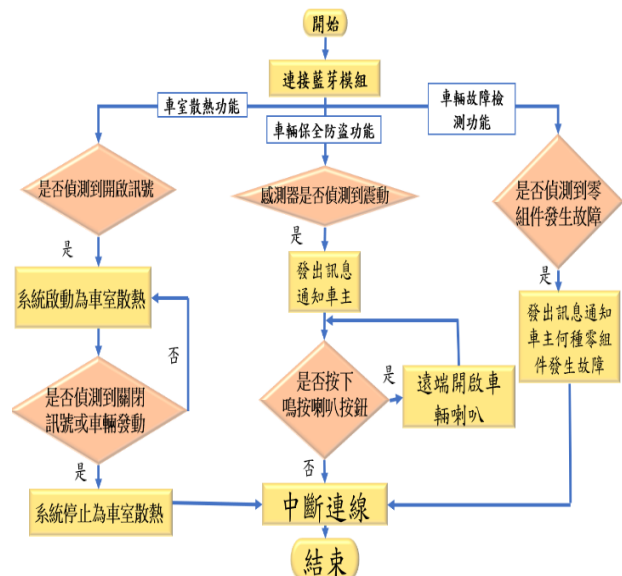 開始
連接藍芽模組
車室散熱功能
車輛保全防盜功能
車輛故障檢
測功能
是否偵測到開啟訊號
感測器是否偵測到震動
是否偵測到零
組件發生故障
是
是
是
系統啟動為車室散熱
發出訊息
通知車主
發出訊息通知
車主何種零組
件發生故障
否
是否偵測到關閉
訊號或車輛發動
是否按下
鳴按喇叭按鈕
是
遠端開啟車
輛喇叭
是
否
系統停止為車室散熱
中斷連線
結束